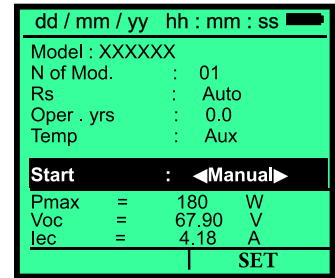 dd / mm / yy hh : mm : ss
Model : XXXXXX
N of Mod. : 01
Rs : Auto
Oper . yrs : 0.0
Temp : Aux
Start : ◀Manual▶
Pmax = 180 W
Voc = 67.90 V
Iec = 4.18 A
SET